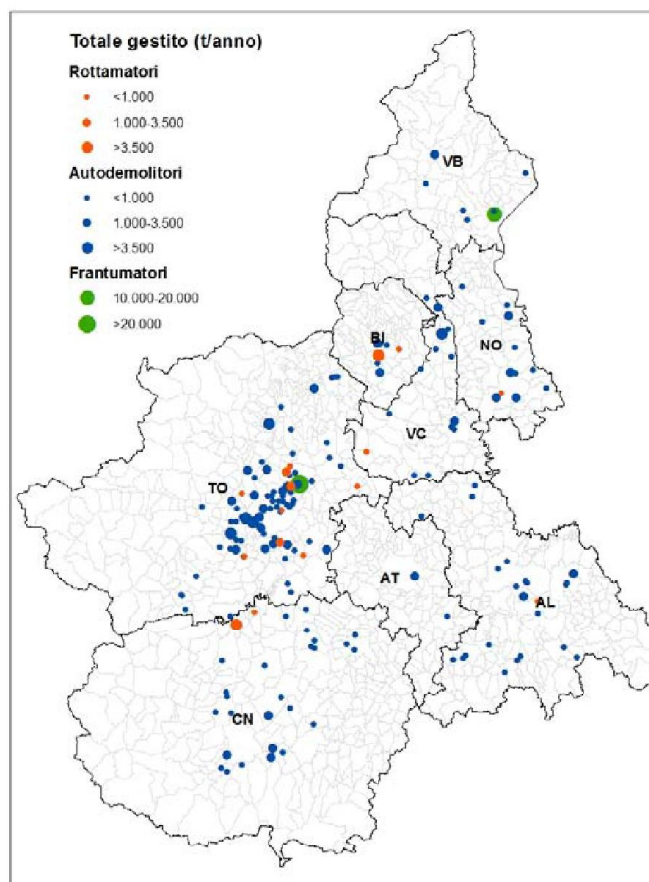 Totale gestito (t/anno)
Rottamatori
<1.000
1.000-3.500
>3.500
Autodemolitori
<1.000
1.000-3.500
>3.500
Frantumatori
10.000-20.000
>20.000
VB
BI
NO
VC
TO
AT
AL
CN